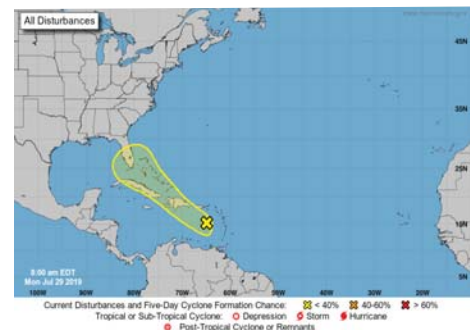 All Disturbances
45N
35N
25N
15N
5N
8:00 am EDT
Mon Jul 29 2019
100W 90W 80W 70W 60W 50W 40W 30W 20W
Current Disturbances and Five-Day Cyclone Formation Chance: < 40% 40-60% > 60%
Tropical or Sub-Tropical Cyclone: Depression Storm Hurricane
Post-Tropical Cyclone or Remnants